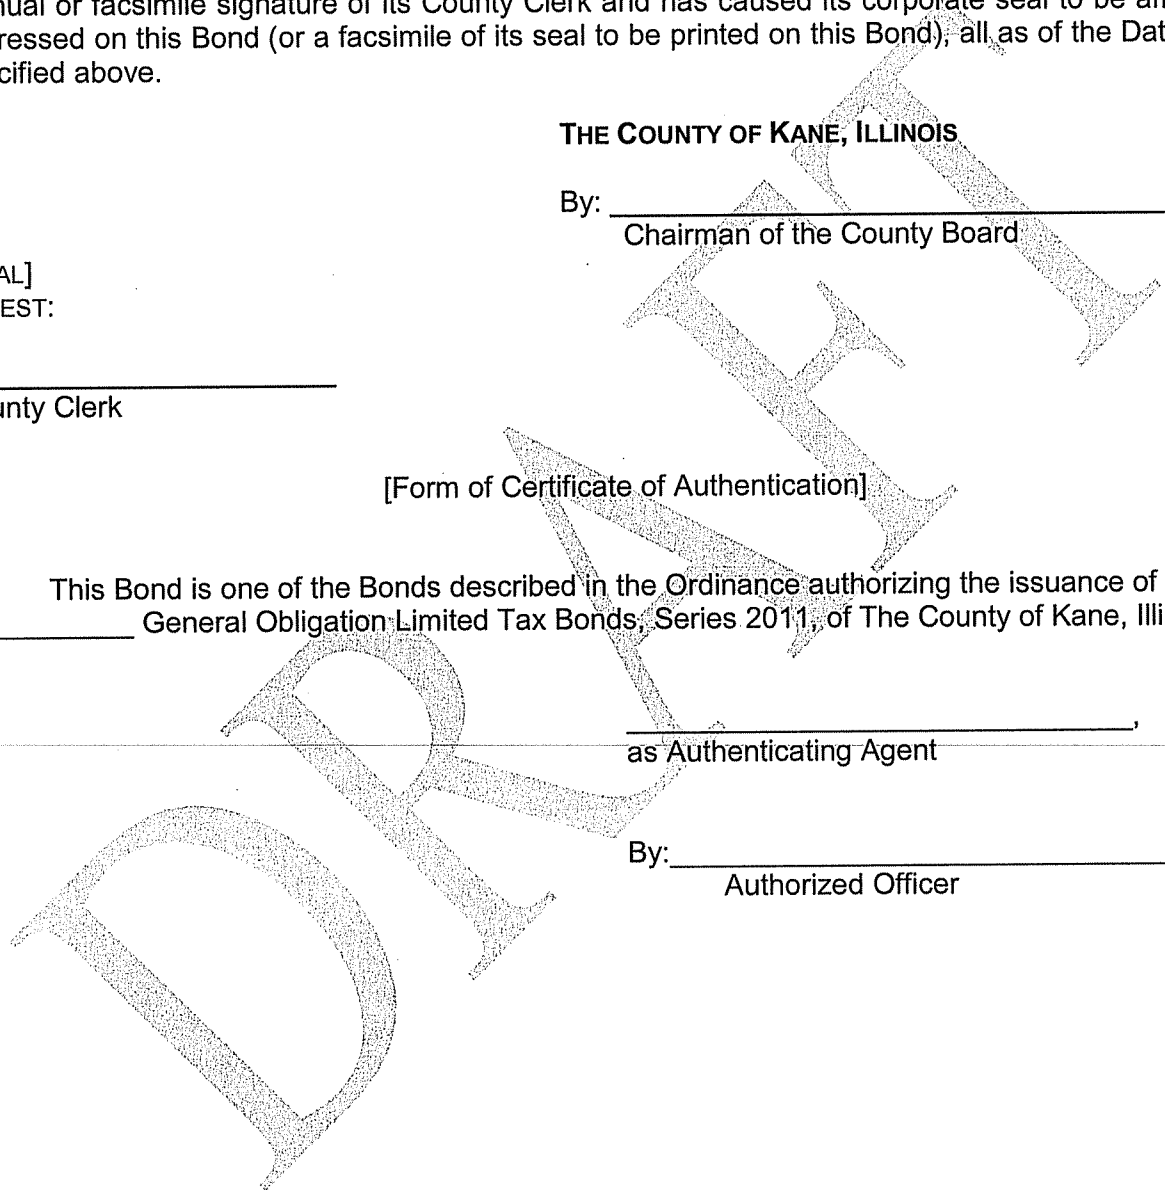 nual or facsimile signature of its County Clerk and has caused its corporate seal to be
ressed on this Bond (or a facsimile of its seal to be printed on this Bond), all as of the Dat
cified above.
THE COUNTY OF KANE, ILLINOIS
By:
Chairman of the County Board
AL]
EST:
unty Clerk
[Form of Certificate of Authentication]
This Bond is one of the Bonds described in the Ordinance authorizing the issuance of
General Obligation Limited Tax Bonds, Series 2011, of The County of Kane, Illi
,
as Authenticating Agent
By:
Authorized Officer
DRAFT